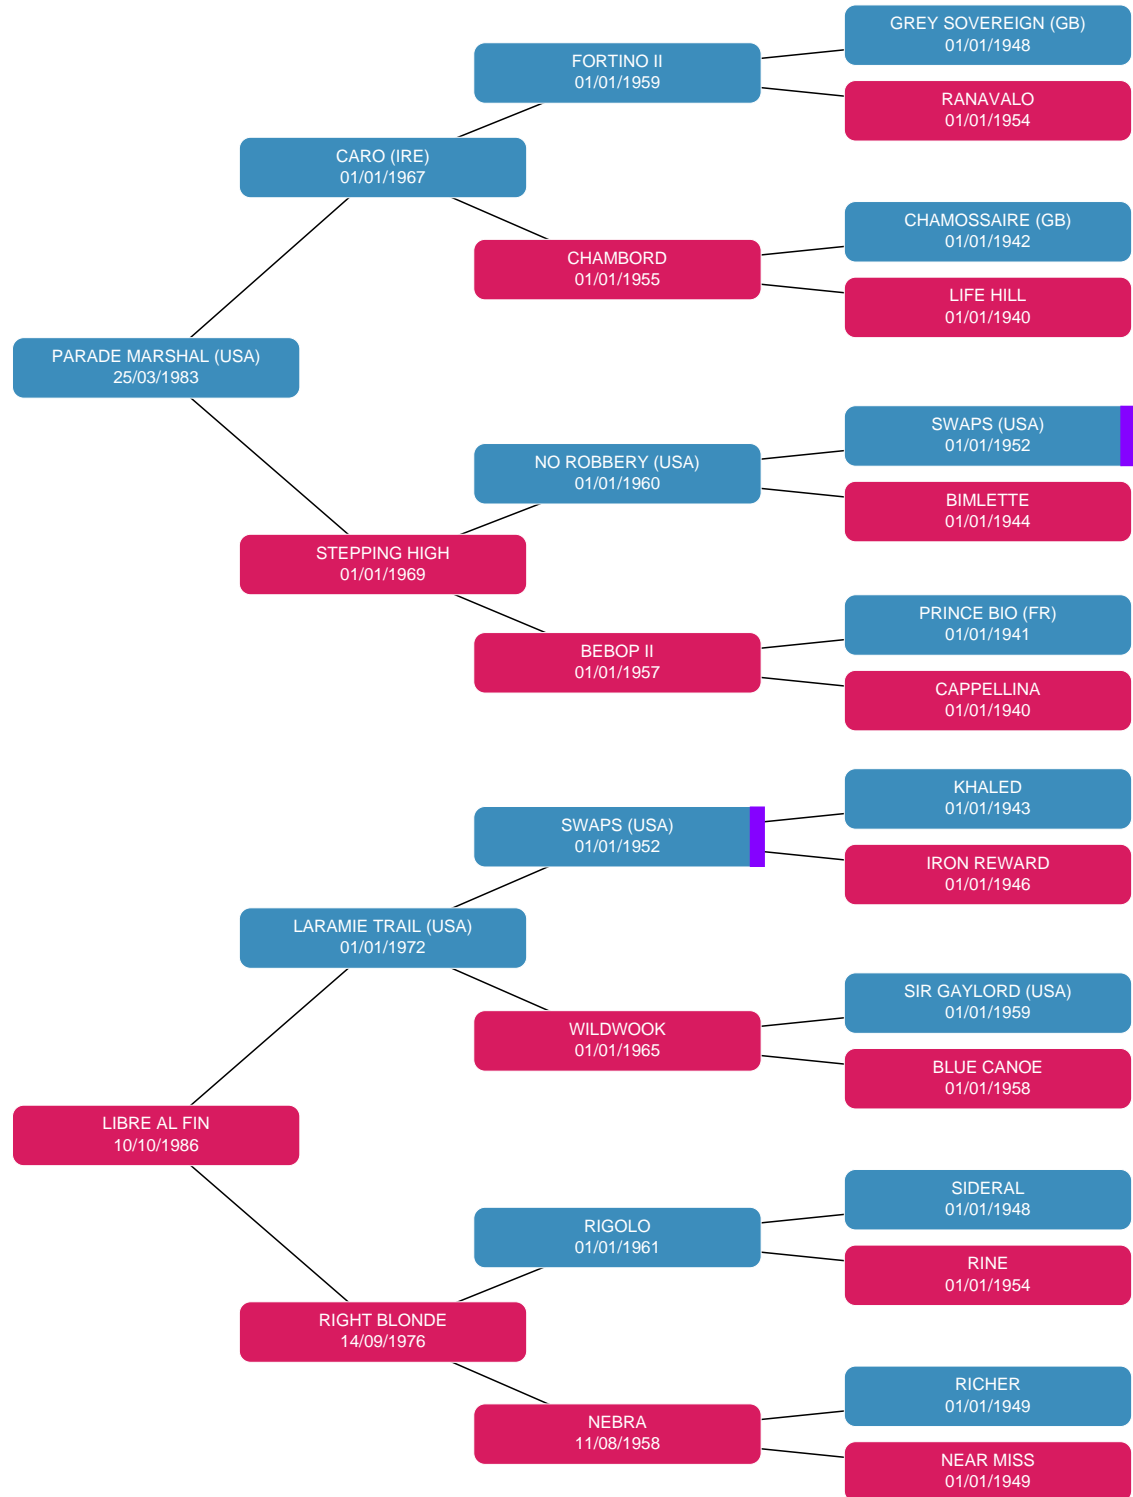 GREY SOVEREIGN (GB)
01/01/1948
FORTINO II
01/01/1959
RANAVALO
01/01/1954
CARO (IRE)
01/01/1967
CHAMOSSAIRE (GB)
01/01/1942
CHAMBORD
01/01/1955
LIFE HILL
01/01/1940
PARADE MARSHAL (USA)
25/03/1983
SWAPS (USA)
01/01/1952
NO ROBBERY (USA)
01/01/1960
BIMLETTE
01/01/1944
STEPPING HIGH
01/01/1969
PRINCE BIO (FR)
01/01/1941
BEBOP II
01/01/1957
CAPPELLINA
01/01/1940
KHALED
01/01/1943
SWAPS (USA)
01/01/1952
IRON REWARD
01/01/1946
LARAMIE TRAIL (USA)
01/01/1972
SIR GAYLORD (USA)
01/01/1959
WILDWOOK
01/01/1965
BLUE CANOE
01/01/1958
LIBRE AL FIN
10/10/1986
SIDERAL
01/01/1948
RIGOLO
01/01/1961
RINE
01/01/1954
RIGHT BLONDE
14/09/1976
RICHER
01/01/1949
NEBRA
11/08/1958
NEAR MISS
01/01/1949